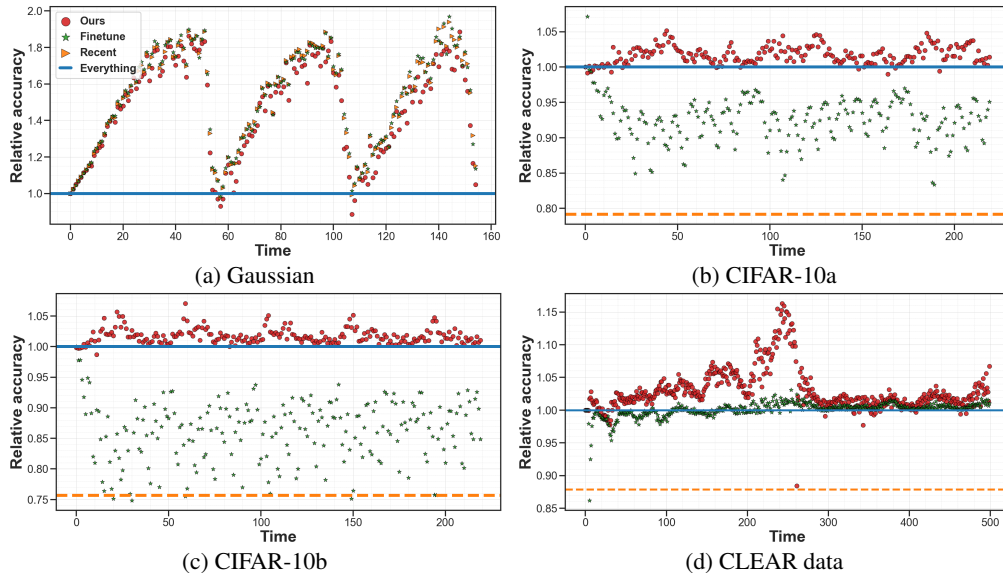 Ours
Finetune
Recent
Everything
Relative accuracy
2.0
1.8
1.6
1.4
1.2
1.0
0 20 40 60 80 100 120 140 160
Time
(a) Gaussian
Relative accuracy
1.05
1.00
0.95
0.90
0.85
0.80
0 50 100 150 200
Time
(b) CIFAR-10a
Relative accuracy
1.05
1.00
0.95
0.90
0.85
0.80
0.75
0 50 100 150 200
Time
(c) CIFAR-10b
Relative accuracy
1.15
1.10
1.05
1.00
0.95
0.90
0.85
0 100 200 300 400 500
Time
(d) CLEAR data